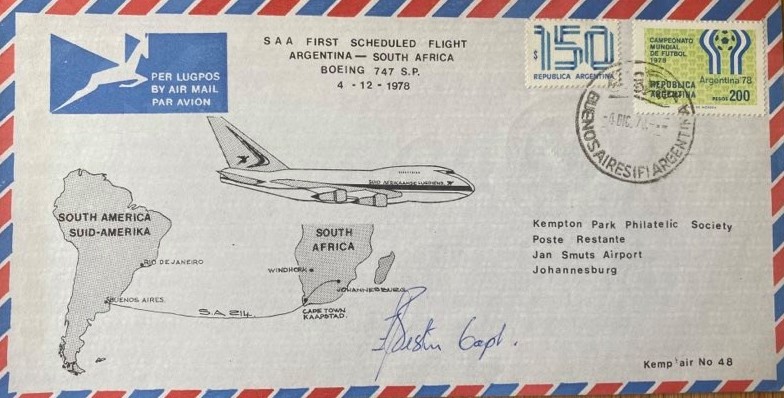 PER LUGPOS
BY AIR MAIL
PAR AVION
SAA FIRST SCHEDULED FLIGHT
ARGENTINA — SOUTH AFRICA
BOEING 747 S.P.
4 - 12 - 1978
$150
REPUBLICA ARGENTINA
CAMPEONATO
MUNDIAL
DE FUTBOL
1978
Argentina '78
REPUBLICA
ARGENTINA
PESOS 200
BUENOS AIRES (F) ARGENTINA
DIC.
SUID-AFRIKAANSE LUGDIENS
SOUTH AMERICA
SUID-AMERIKA
RIO DE JANEIRO
BUENOS AIRES.
S.A 214.
SOUTH
AFRICA
WINDHOEK
JOHANNESBURG
CAPE TOWN
KAAPSTAD.
Kempton Park Philatelic Society
Poste Restante
Jan Smuts Airport
Johannesburg
Capt.
Kemp'air No 48